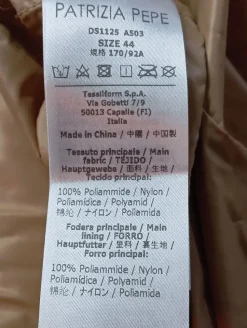 PATRIZIA PEPE
DS1125 A503
SIZE 44
规格 170/92A
Tessilform S.p.A.
Via Gobetti 7/9
50013 Capalle (FI)
Italia
Made in China / 中國 / 中国製
Tessuto principale / Main
fabric / TEJIDO /
Hauptgewebe / 面料 / 生地 /
Tecido principal:
100% Poliammide / Nylon /
Poliamídica / Polyamid /
锦纶 / ナイロン / Poliamida
Fodera principale / Main
lining / FORRO /
Hauptfutter / 里料 / 裏生地 /
Forro principal:
100% Poliammide / Nylon /
Poliamídica / Polyamid /
锦纶 / ナイロン / Poliamida